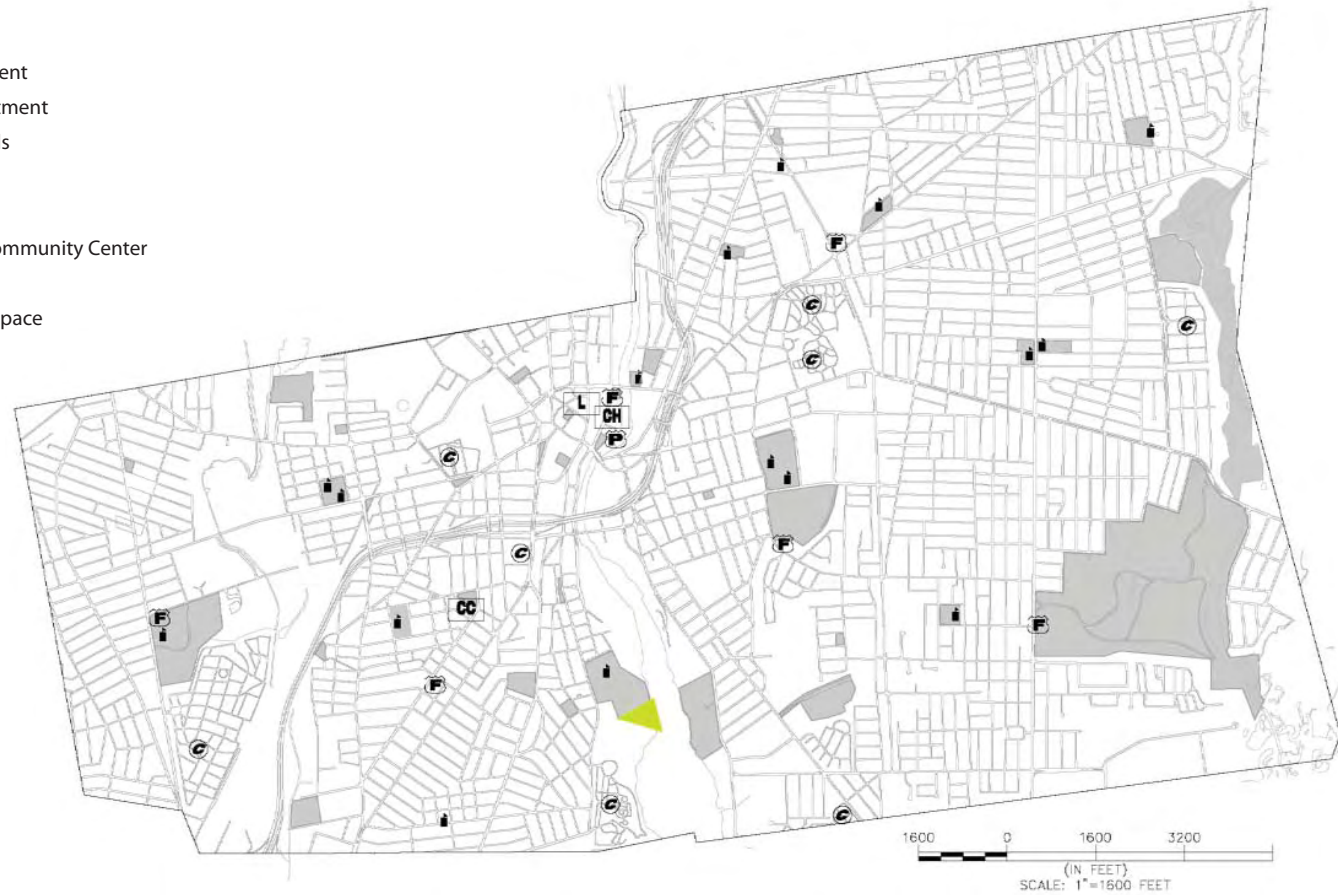 ent
tment
s
ommunity Center
pace
F
C
C
C
L
F
CH
P
C
F
C
CC
F
F
F
C
C
C
1600 0 1600 3200
(IN FEET)
SCALE: 1"=1600 FEET